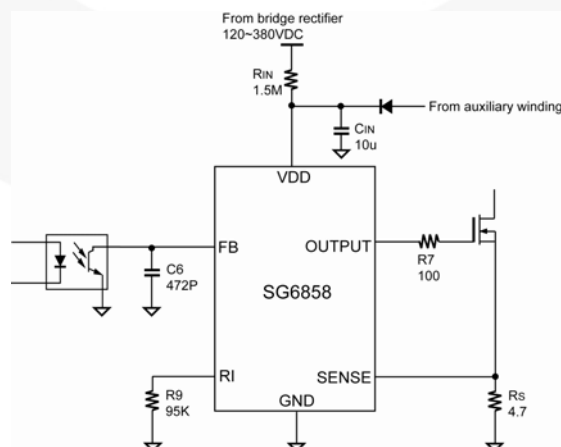 From bridge rectifier
120~380VDC
RIN
1.5M
From auxiliary winding
CIN
10u
VDD
FB
OUTPUT
C6
472P
R7
100
SG6858
RI
SENSE
R9
95K
GND
RS
4.7